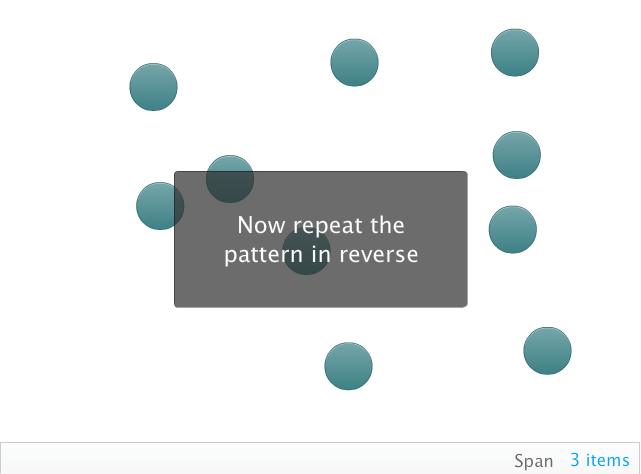 Now repeat the
pattern in reverse
Span 3 items